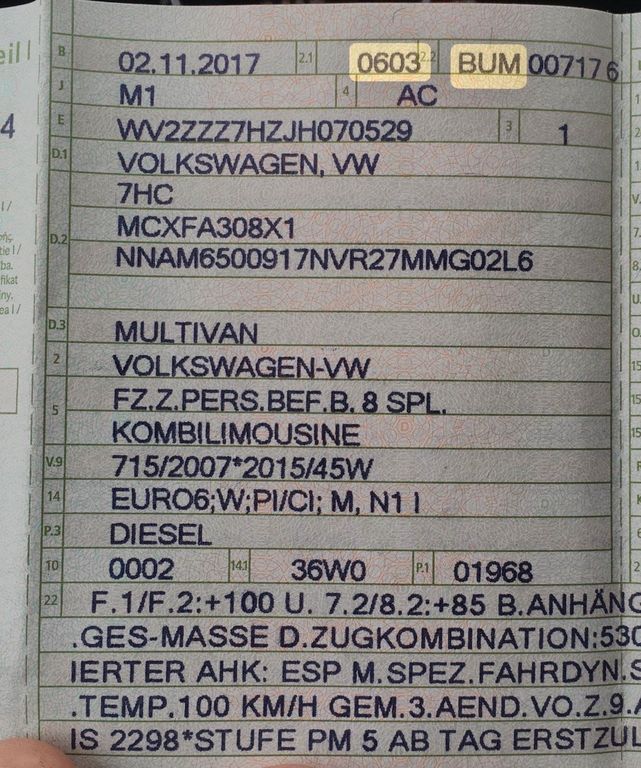 eil I
B 02.11.2017 2.1 0603 2.2 BUM 007176
J M1 4 AC
4
E WV2ZZZ7HZJH070529 3 1
D.1 VOLKSWAGEN, VW
7HC
D.2 MCXFA308X1
NNAM6500917NVR27MMG02L6
D.3 MULTIVAN
2 VOLKSWAGEN-VW
5 FZ.Z.PERS.BEF.B. 8 SPL.
KOMBILIMOUSINE
V.9 715/2007*2015/45W
14 EURO6;W;PI/CI; M, N1 I
P.3 DIESEL
10 0002 14.1 36W0 P.1 01968
22 F.1/F.2:+100 U. 7.2/8.2:+85 B.ANHÄNG
.GES-MASSE D.ZUGKOMBINATION:530
IERTER AHK: ESP M.SPEZ.FAHRDYN.S
.TEMP.100 KM/H GEM.3.AEND.VO.Z.9.A
IS 2298*STUFE PM 5 AB TAG ERSTZUL